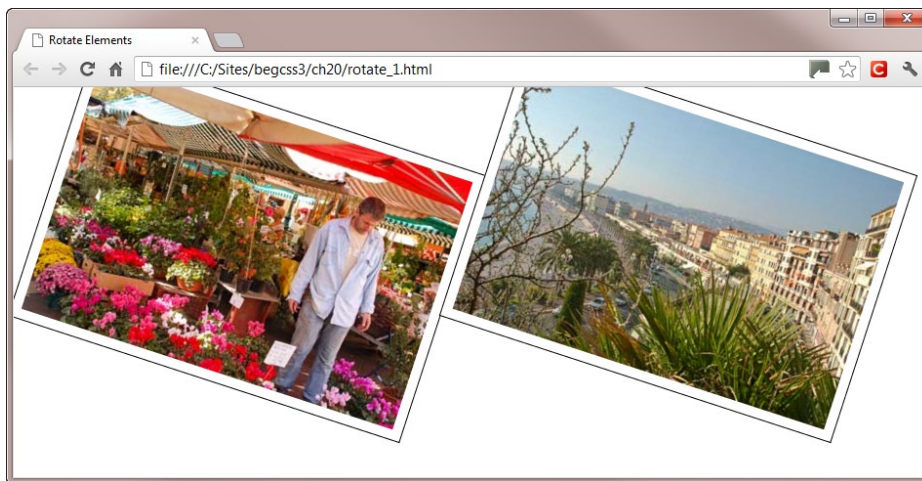 Rotate Elements
file:///C:/Sites/begcss3/ch20/rotate_1.html